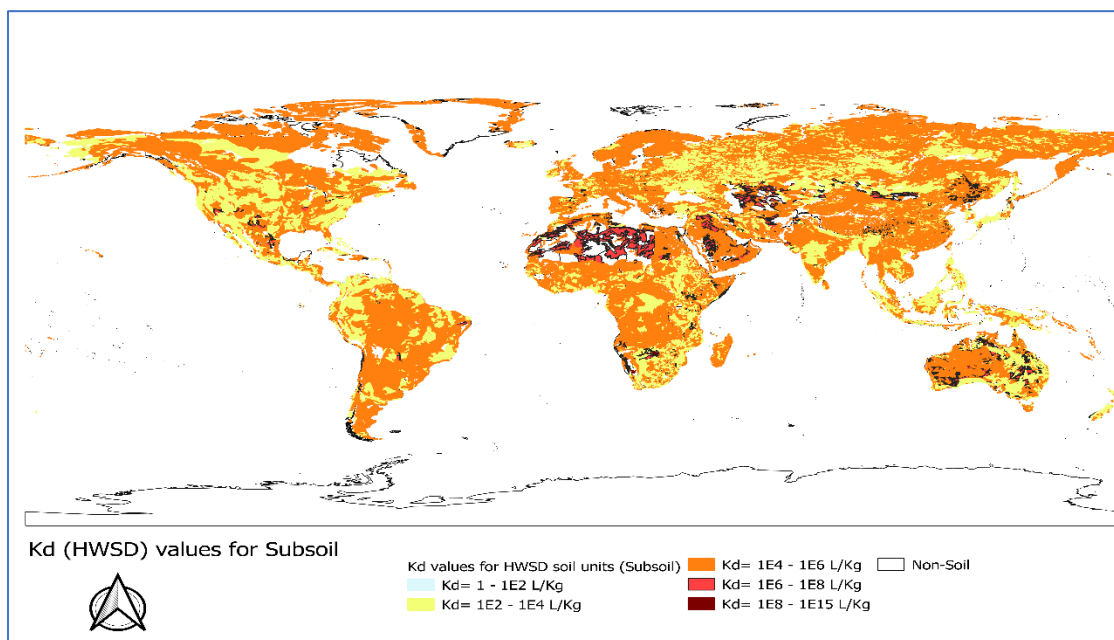 Kd (HWSD) values for Subsoil
Kd values for HWSD soil units (Subsoil)
Kd= 1 - 1E2 L/Kg
Kd= 1E2 - 1E4 L/Kg
Kd= 1E4 - 1E6 L/Kg
Kd= 1E6 - 1E8 L/Kg
Kd= 1E8 - 1E15 L/Kg
Non-Soil